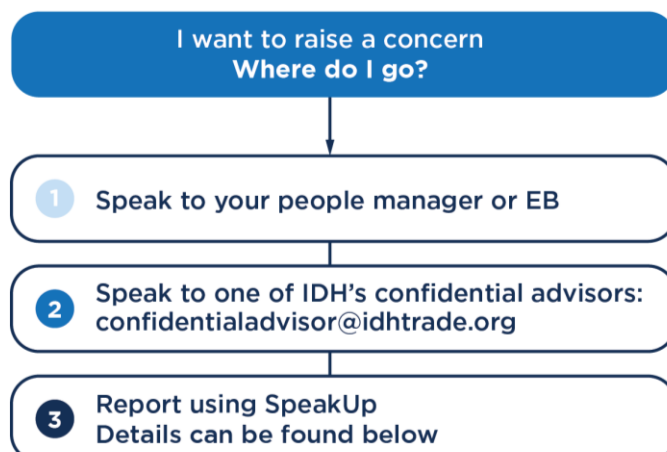 I want to raise a concern
Where do I go?
1 Speak to your people manager or EB
2 Speak to one of IDH's confidential advisors:
confidentialadvisor@idhtrade.org
3 Report using SpeakUp
Details can be found below